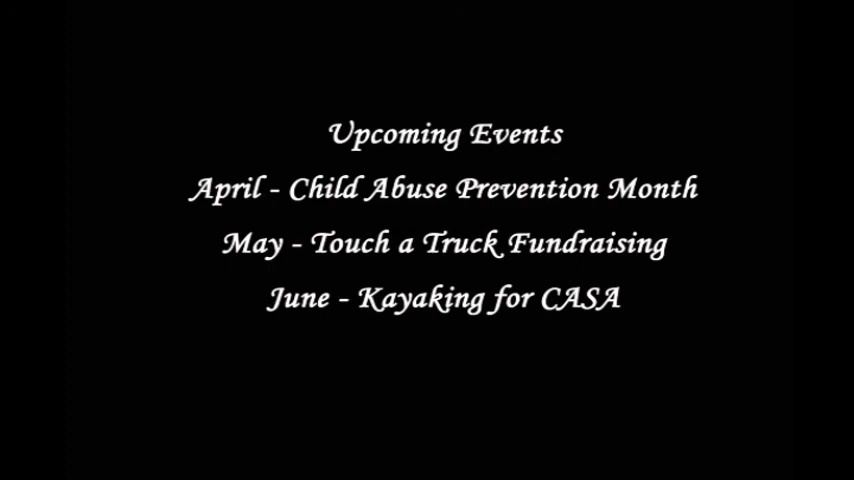 Upcoming Events
April - Child Abuse Prevention Month
May - Touch a Truck Fundraising
June - Kayaking for CASA